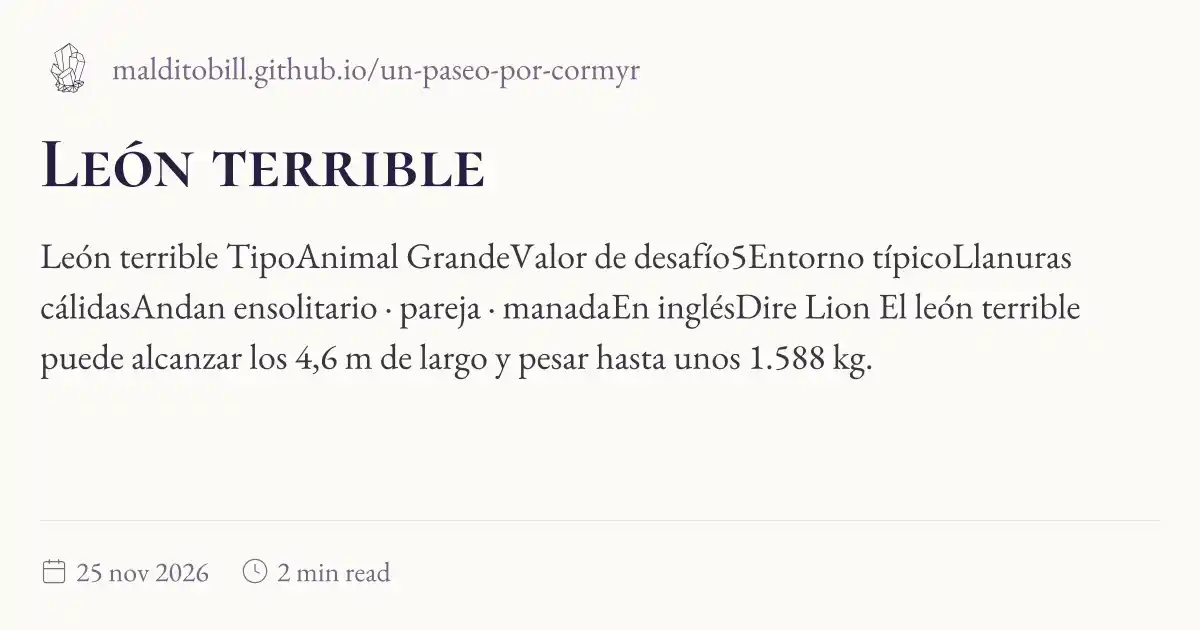 malditobill.github.io/un-paseo-por-cormyr
León terrible
León terrible TipoAnimal GrandeValor de desafío5Entorno típicoLlanuras
cálidasAndan ensolitario · pareja · manadaEn inglésDire Lion El león terrible
puede alcanzar los 4,6 m de largo y pesar hasta unos 1.588 kg.
25 nov 2026 2 min read